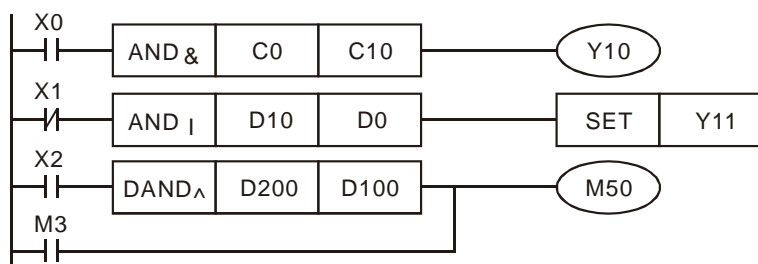 X0
AND & C0 C10 Y10
X1
AND | D10 D0 SET Y11
X2
DAND ^ D200 D100 M50
M3